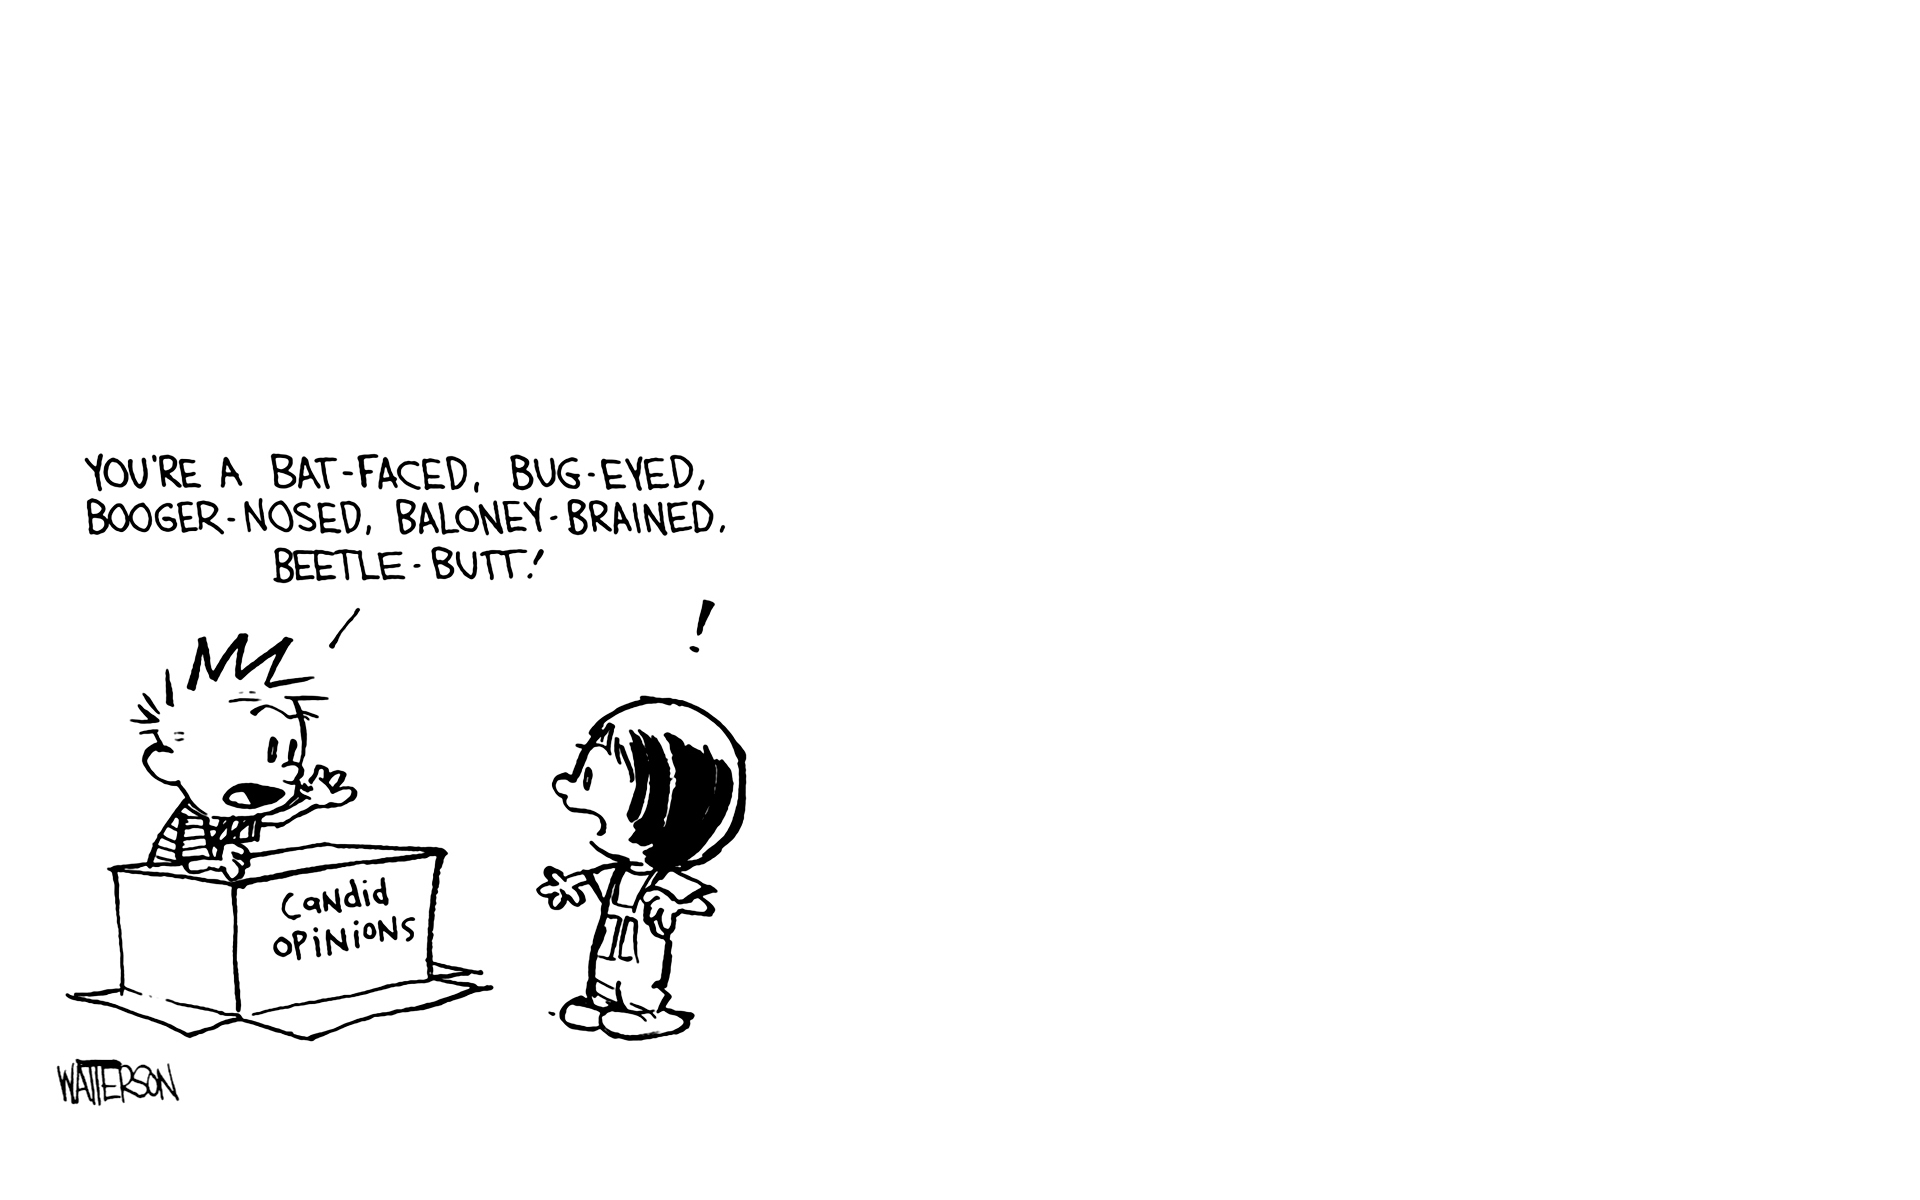 YOU'RE A BAT-FACED, BUG-EYED,
BOOGER-NOSED, BALONEY-BRAINED,
BEETLE-BUTT!
!
CANDID
OPINIONS
WATTERSON